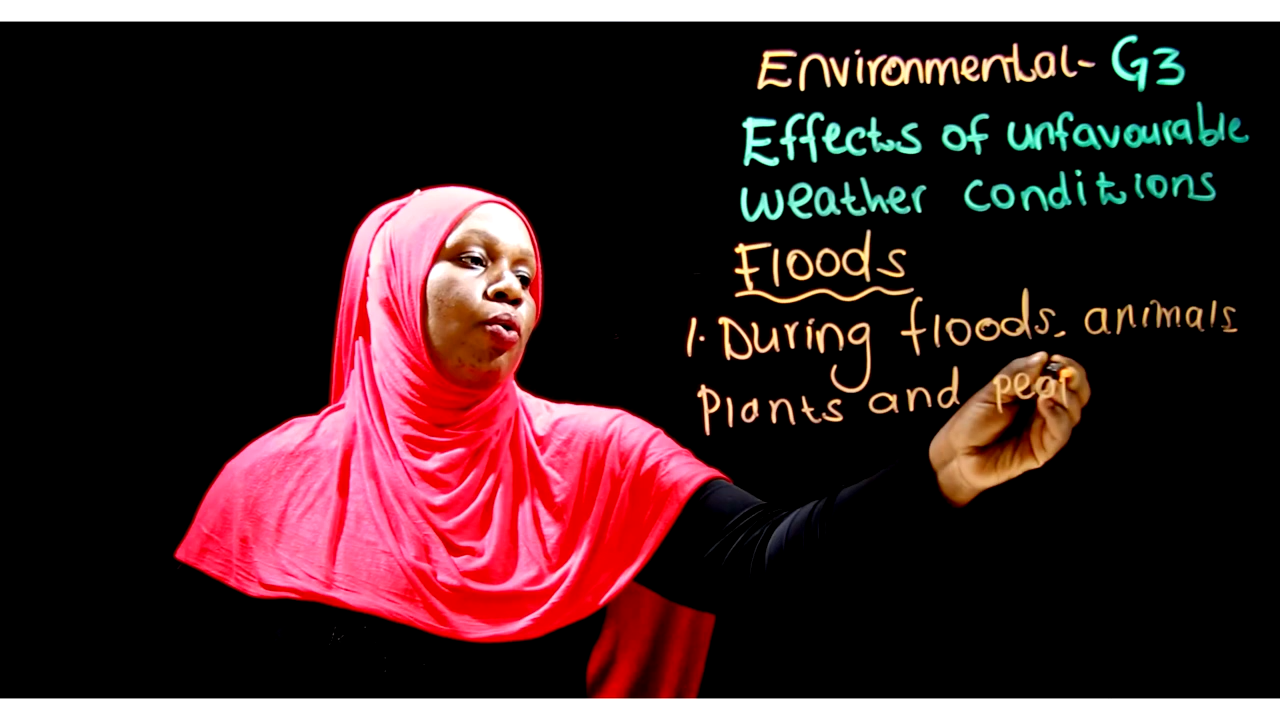 Environmental- G3
Effects of unfavourable
weather conditions
Floods
1. During floods, animals
Plants and